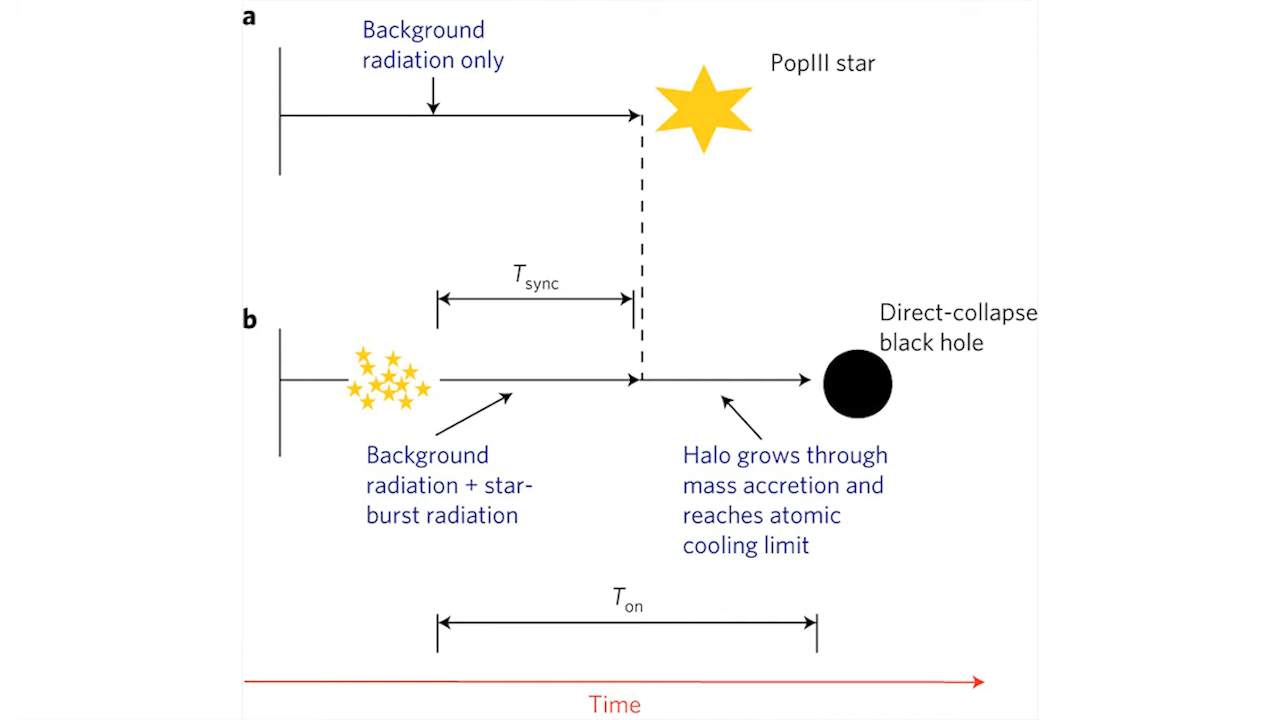 a
Background
radiation only
PopIII star
Tsync
b
Direct-collapse
black hole
Background
radiation + star-
burst radiation
Halo grows through
mass accretion and
reaches atomic
cooling limit
Ton
Time